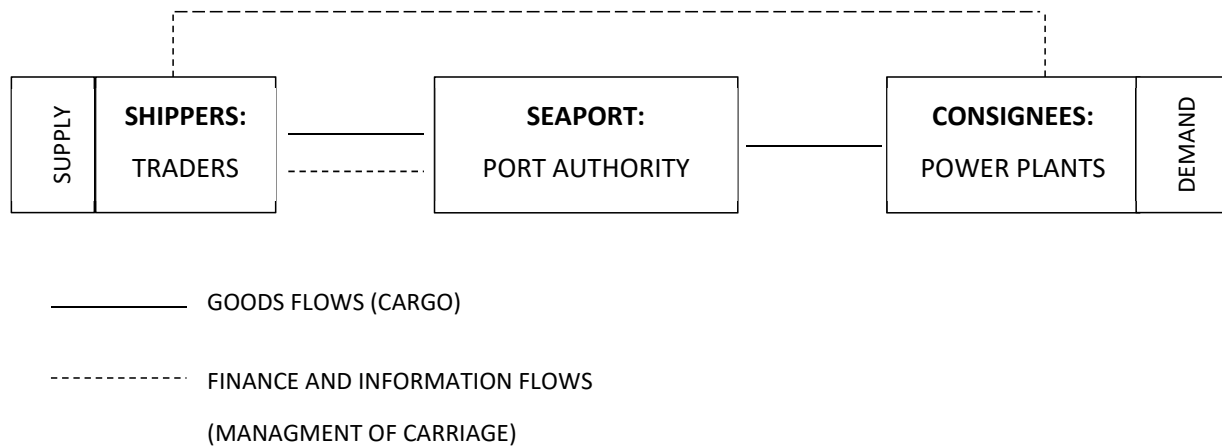 SUPPLY
SHIPPERS:
TRADERS
SEAPORT:
PORT AUTHORITY
CONSIGNEES:
POWER PLANTS
DEMAND
GOODS FLOWS (CARGO)
FINANCE AND INFORMATION FLOWS
(MANAGMENT OF CARRIAGE)